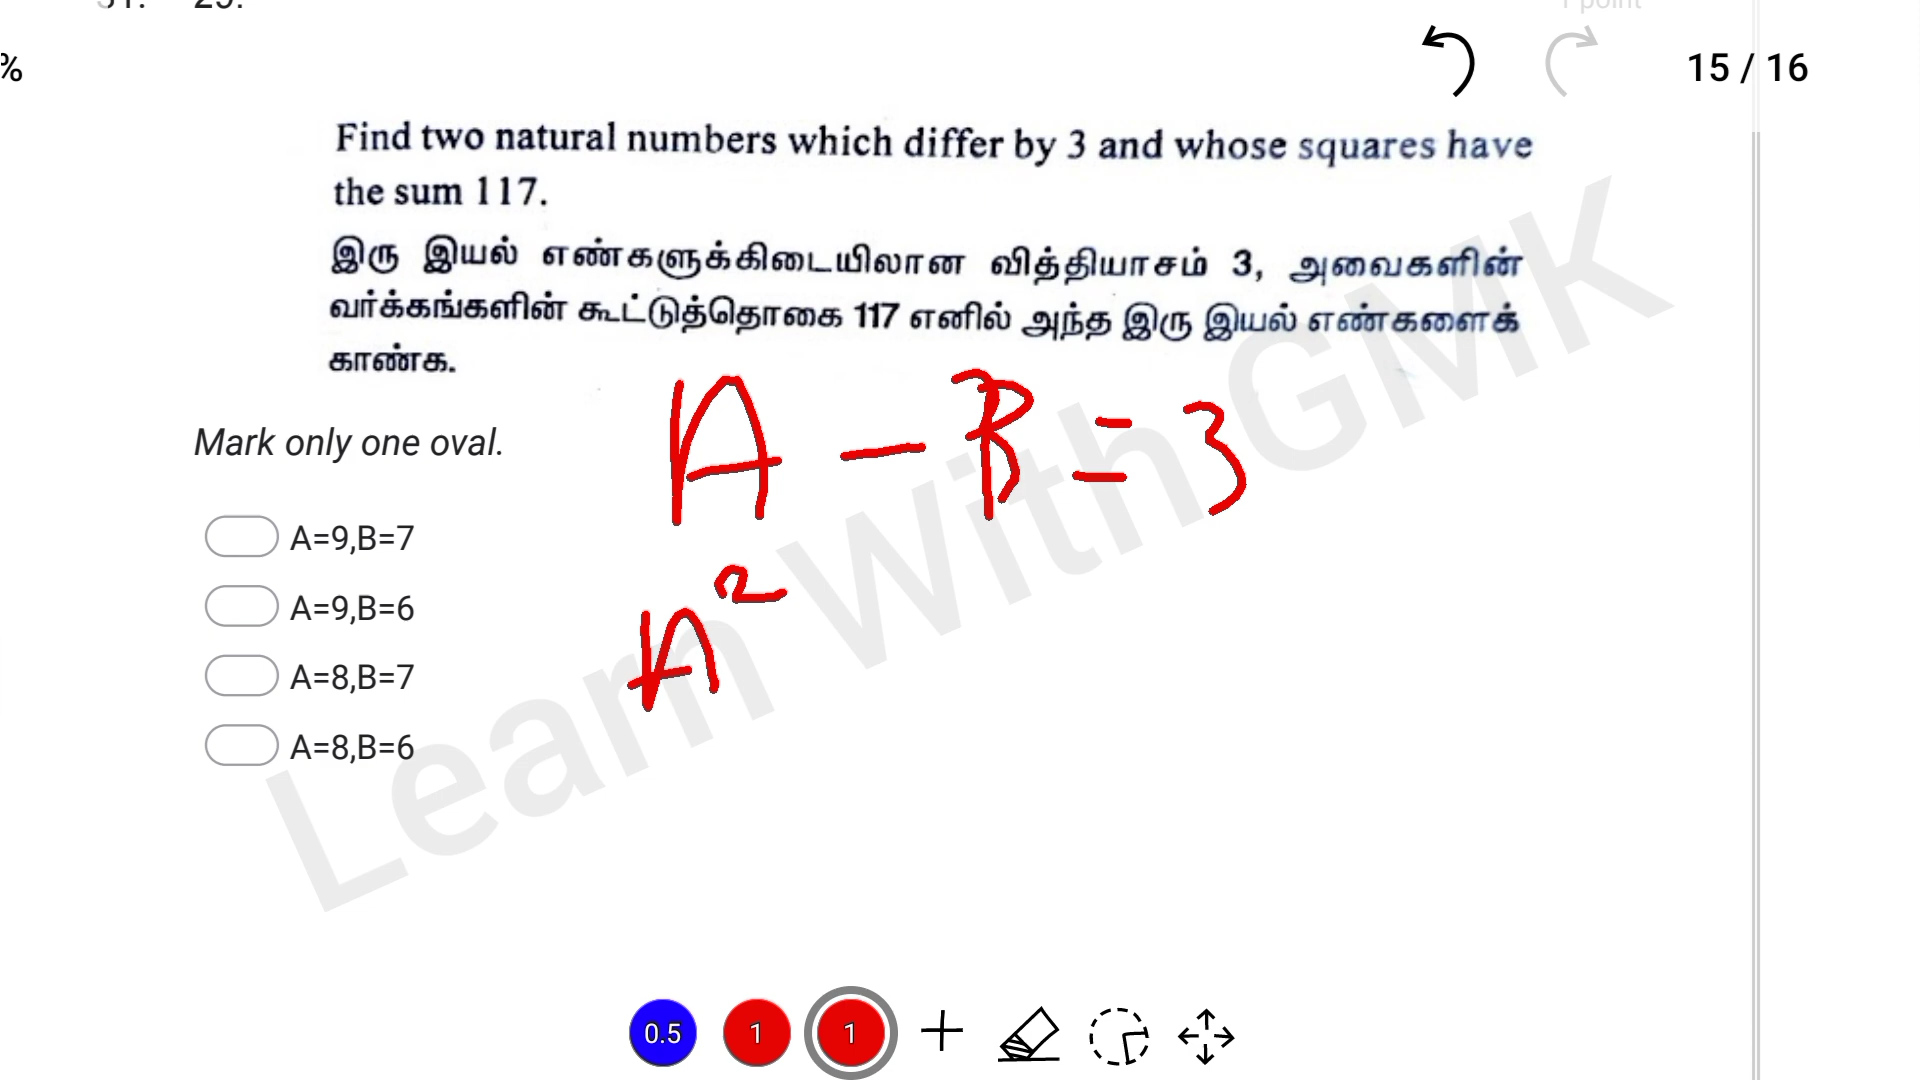 %
15 / 16
Find two natural numbers which differ by 3 and whose squares have
the sum 117.
இரு இயல் எண்களுக்கிடையிலான வித்தியாசம் 3, அவைகளின்
வர்க்கங்களின் கூட்டுத்தொகை 117 எனில் அந்த இரு இயல் எண்களைக்
காண்க.
A - B = 3
Mark only one oval.
A=9,B=7
A²
A=9,B=6
A=8,B=7
A=8,B=6
Learn With GMK
0.5 1 1